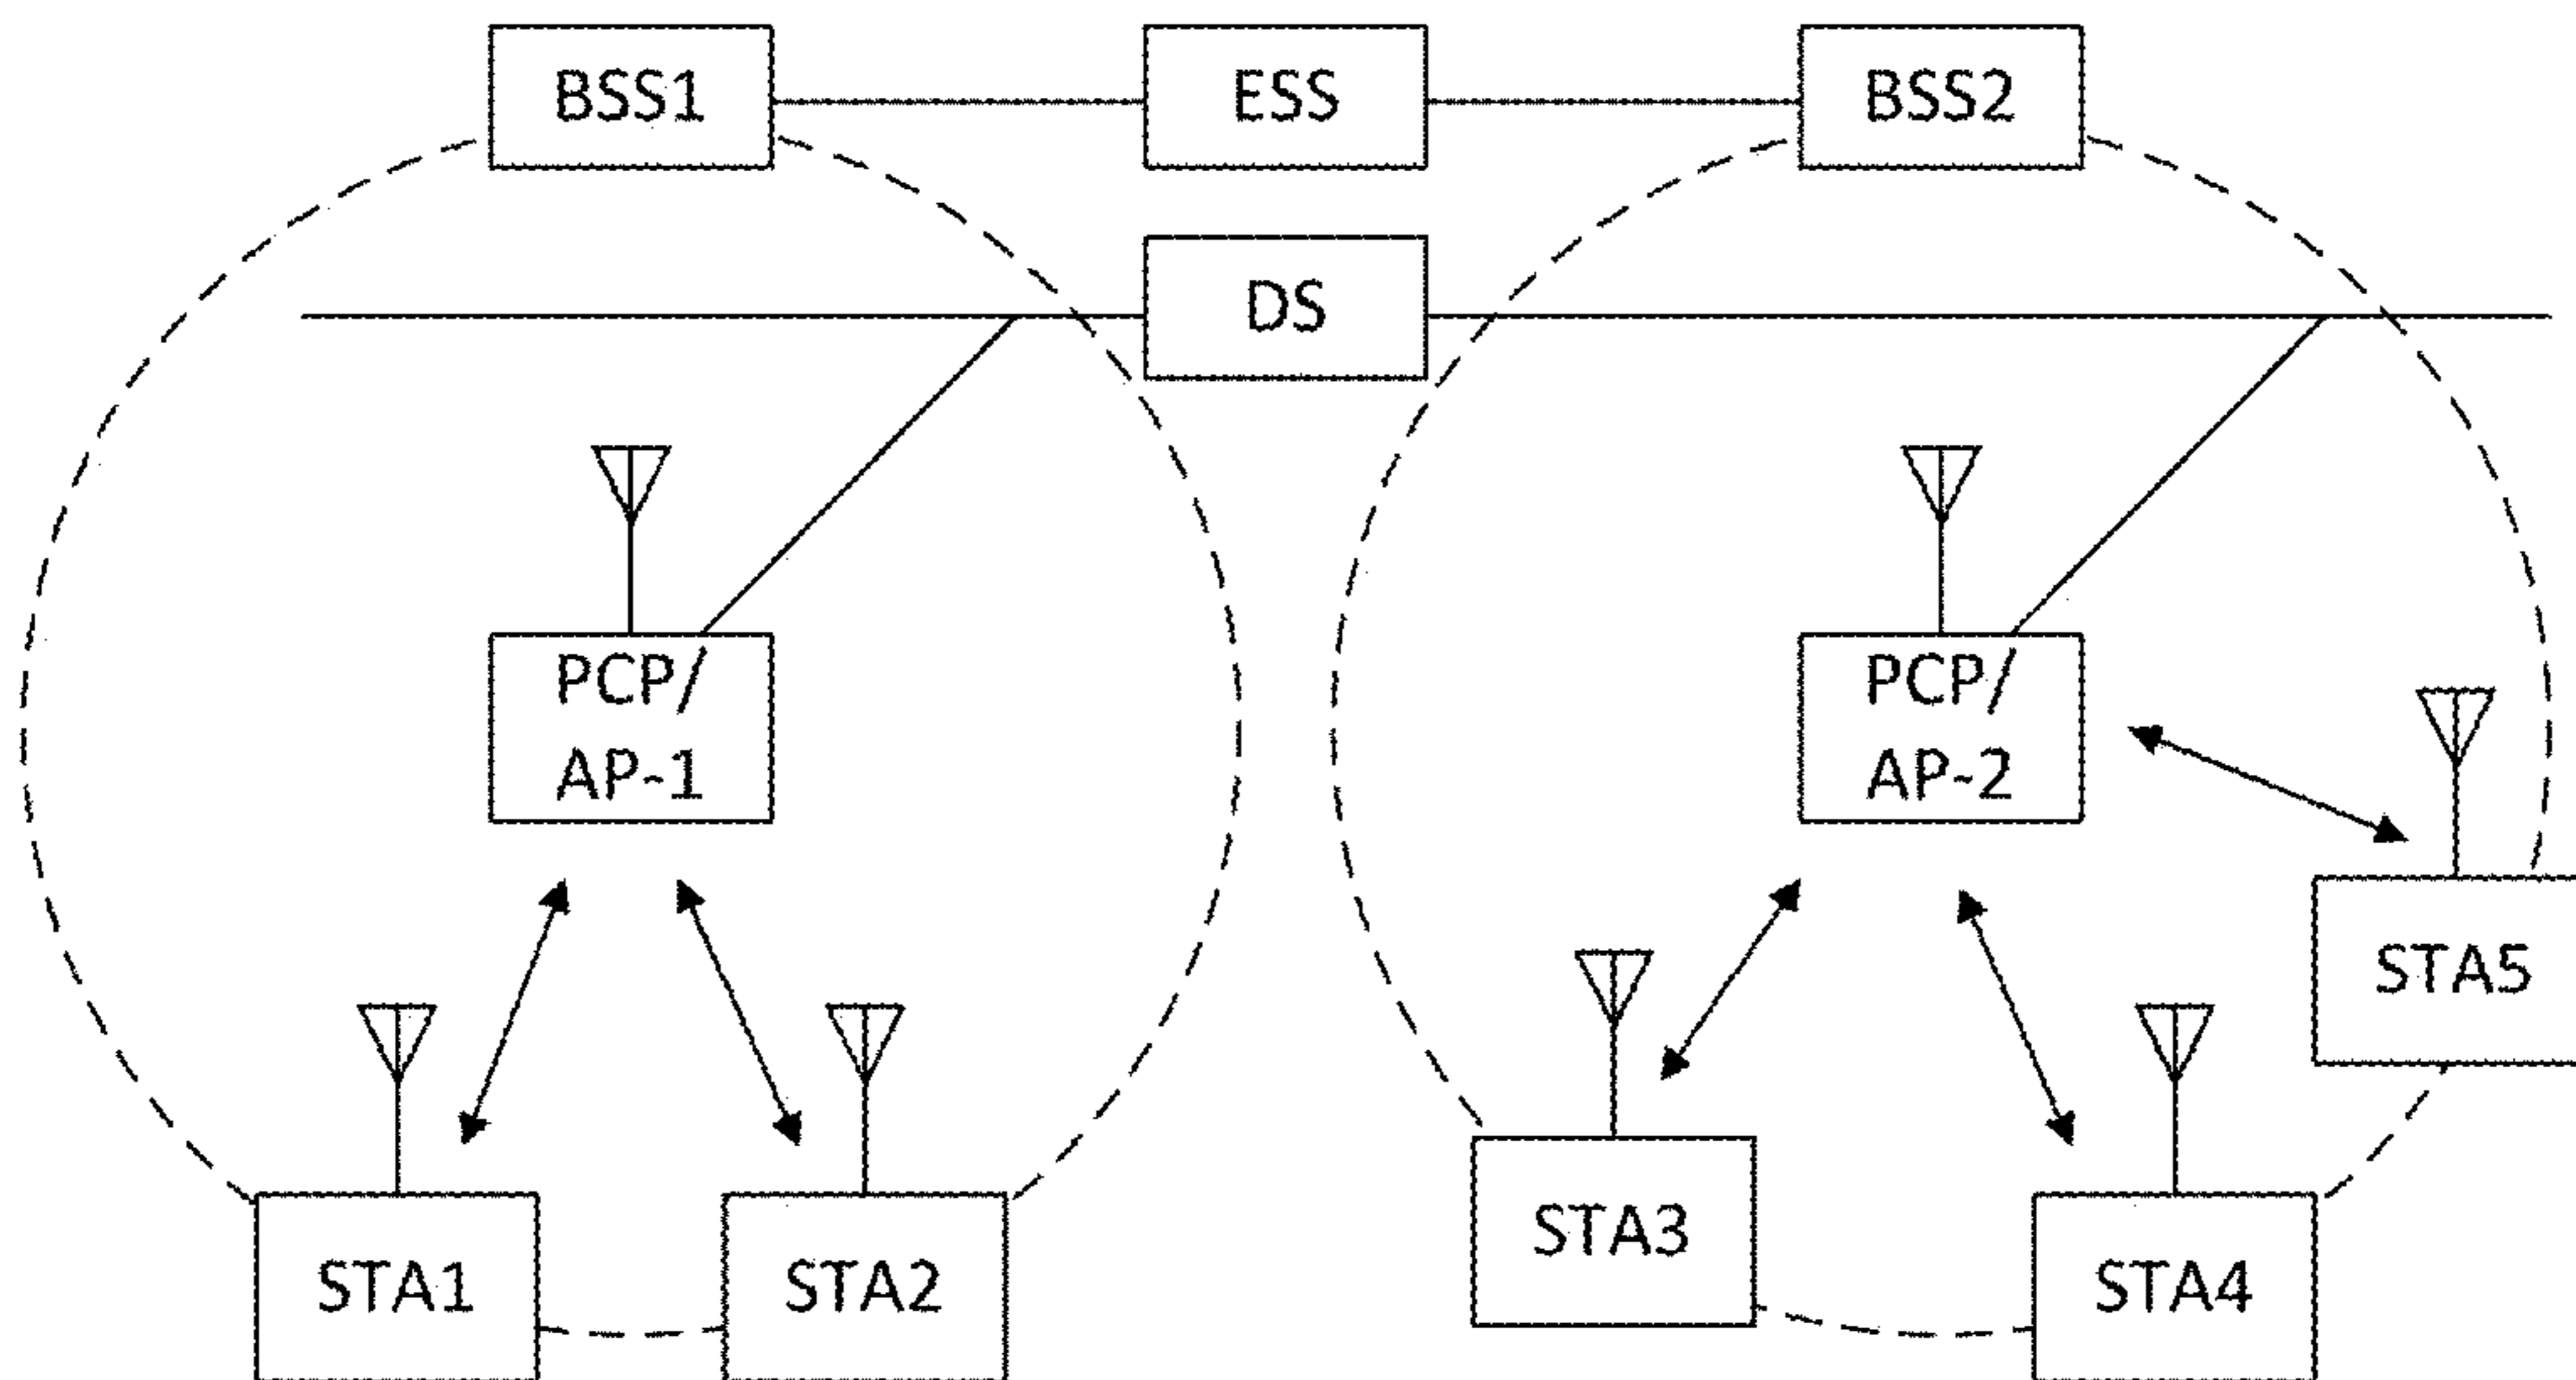 BSS1
ESS
BSS2
DS
PCP/
AP-1
PCP/
AP-2
STA5
STA3
STA4
STA1
STA2